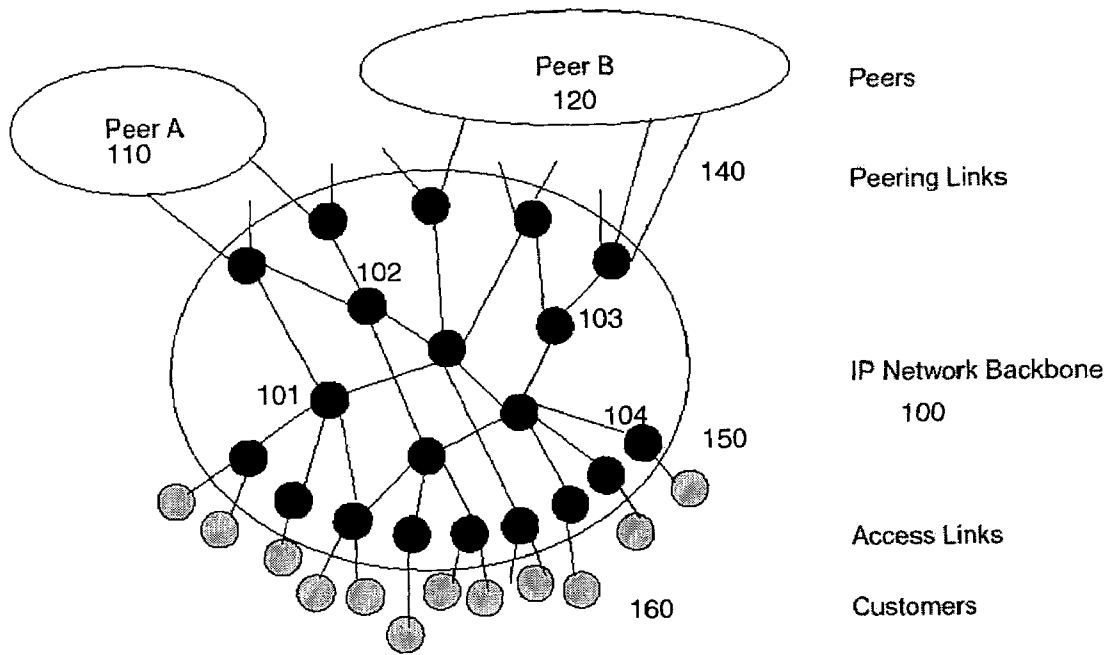 Peer B
120
Peers
Peer A
110
140
Peering Links
102
103
IP Network Backbone
100
101
104
150
Access Links
160
Customers